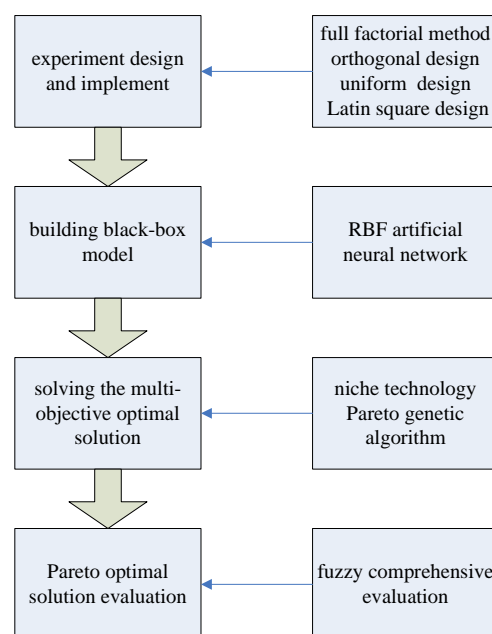 experiment design
and implement
full factorial method
orthogonal design
uniform design
Latin square design
building black-box
model
RBF artificial
neural network
solving the multi-
objective optimal
solution
niche technology
Pareto genetic
algorithm
Pareto optimal
solution evaluation
fuzzy comprehensive
evaluation